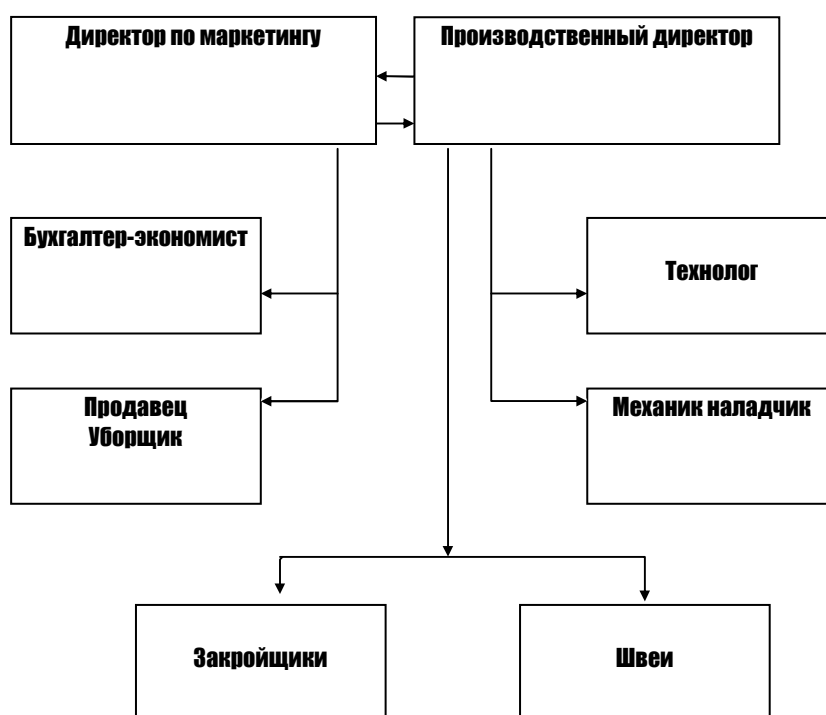 Директор по маркетингу
Производственный директор
Бухгалтер-экономист
Технолог
Продавец
Уборщик
Механик наладчик
Закройщики
Швеи